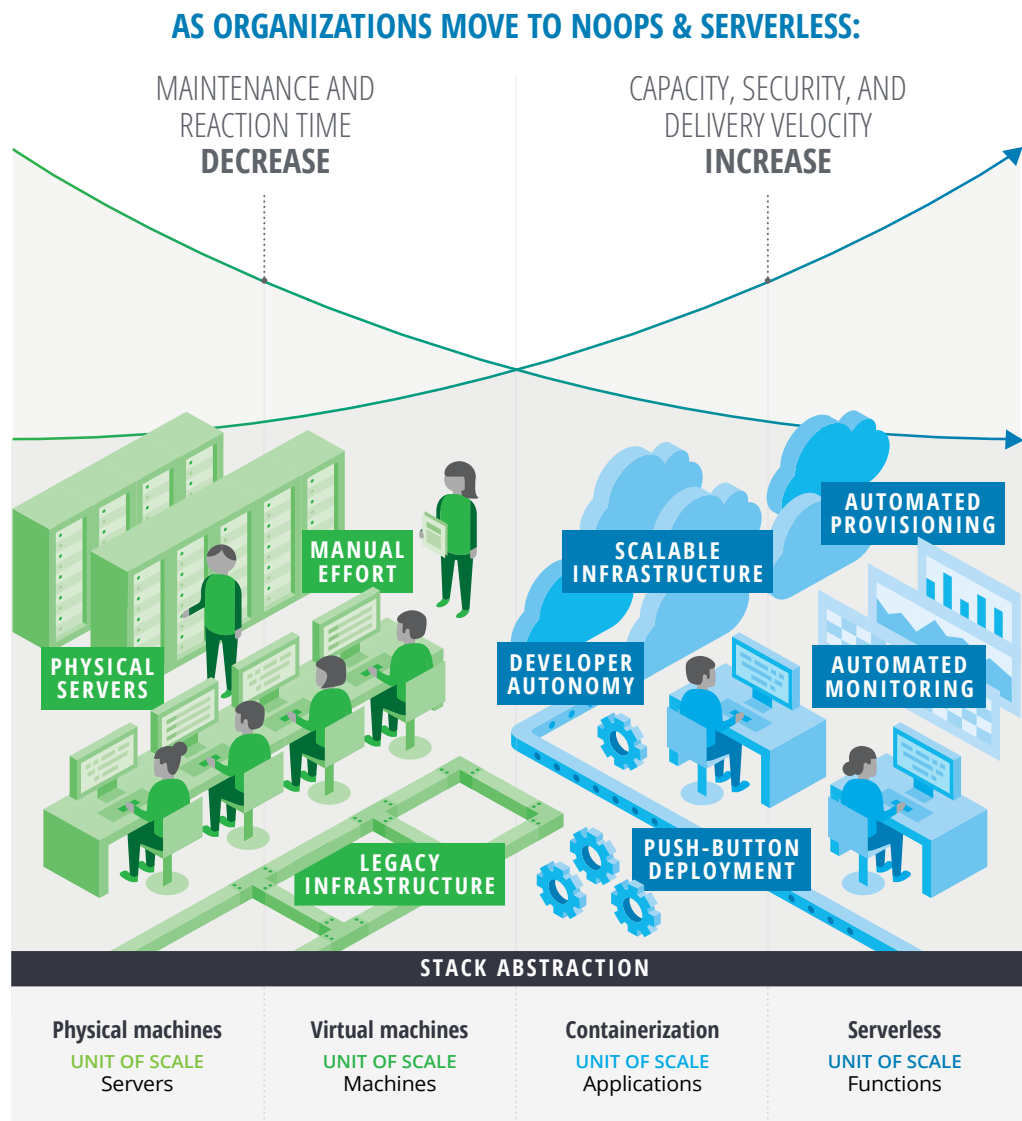 AS ORGANIZATIONS MOVE TO NOOPS & SERVERLESS:
MAINTENANCE AND
REACTION TIME
DECREASE
CAPACITY, SECURITY, AND
DELIVERY VELOCITY
INCREASE
MANUAL
EFFORT
PHYSICAL
SERVERS
LEGACY
INFRASTRUCTURE
SCALABLE
INFRASTRUCTURE
AUTOMATED
PROVISIONING
DEVELOPER
AUTONOMY
AUTOMATED
MONITORING
PUSH-BUTTON
DEPLOYMENT
STACK ABSTRACTION
Physical machines
UNIT OF SCALE
Servers
Virtual machines
UNIT OF SCALE
Machines
Containerization
UNIT OF SCALE
Applications
Serverless
UNIT OF SCALE
Functions